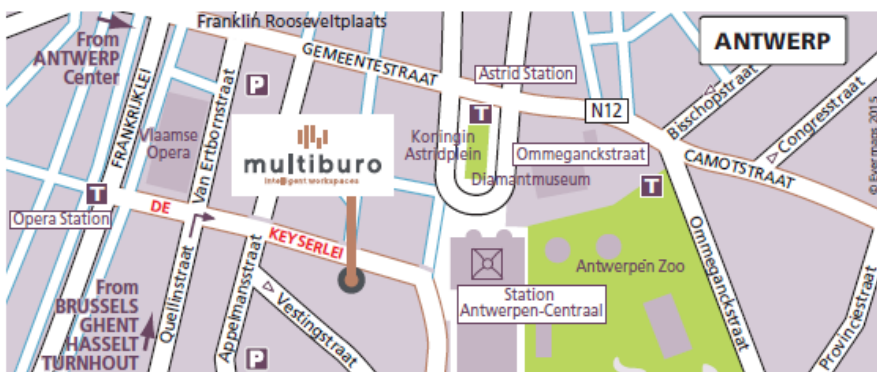 Franklin Rooseveltplaats
From
ANTWERP
Center
ANTWERP
GEMEENTESTRAAT
Astrid Station
N12
Bisschopstraat
Congresstraat
CAMOTSTRAAT
© Evermaps 2015
FRANKRIJKLEI
Vlaamse
Opera
Van Ertbornstraat
P
multiburo
intelligent workspaces
T
Koningin
Astridplein
Ommeganckstraat
Diamantmuseum
T
T
Opera Station
DE
KEYSERLEI
Antwerpen Zoo
Ommeganckstraat
Station
Antwerpen-Centraal
From
BRUSSELS
GHENT
HASSELT
TURNHOUT
Quellinstraat
Appelmansstraat
Vestingstraat
P
Provinciestraat